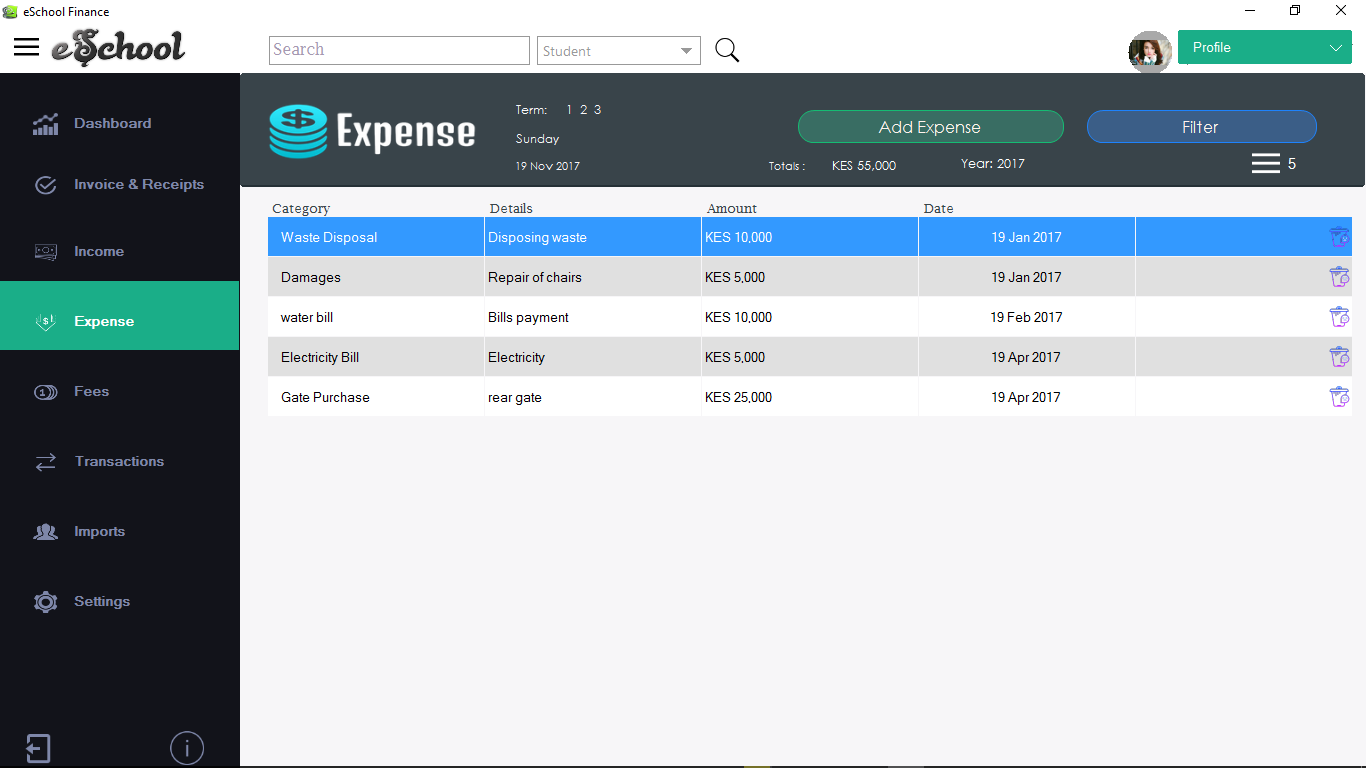 eSchool Finance
eSchool
Search
Student
Profile
Dashboard
Invoice & Receipts
Income
Expense
Fees
Transactions
Imports
Settings
Expense
Term: 1 2 3
Sunday
19 Nov 2017
Add Expense
Filter
Totals : KES 55,000
Year: 2017
5
Category Details Amount Date
Waste Disposal Disposing waste KES 10,000 19 Jan 2017
Damages Repair of chairs KES 5,000 19 Jan 2017
water bill Bills payment KES 10,000 19 Feb 2017
Electricity Bill Electricity KES 5,000 19 Apr 2017
Gate Purchase rear gate KES 25,000 19 Apr 2017